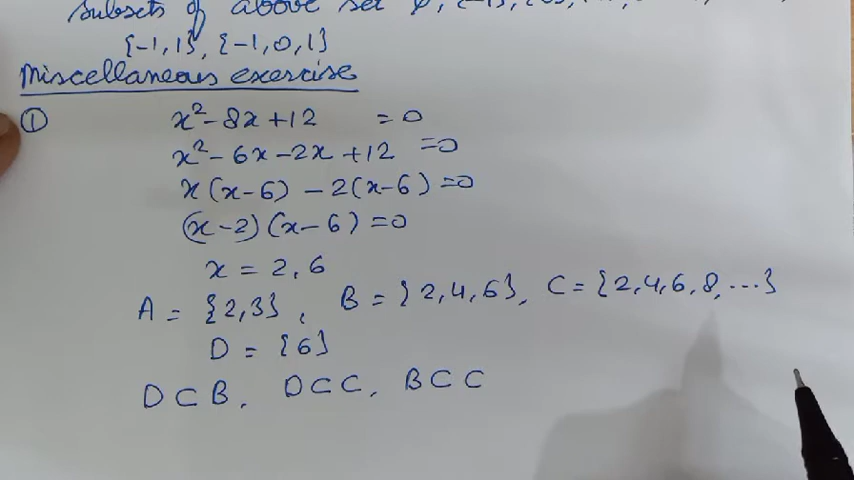 subsets of above set φ, {-1}, {0},
{-1,1}, {-1,0,1}
Miscellaneous exercise
① x²-8x+12 =0
x²-6x-2x+12 =0
x(x-6) -2(x-6)=0
(x-2)(x-6)=0
x = 2,6
A = {2,3}, B = {2,4,6}, C = {2,4,6,8,...}
D = {6}
D⊂B, D⊂C, B⊂C